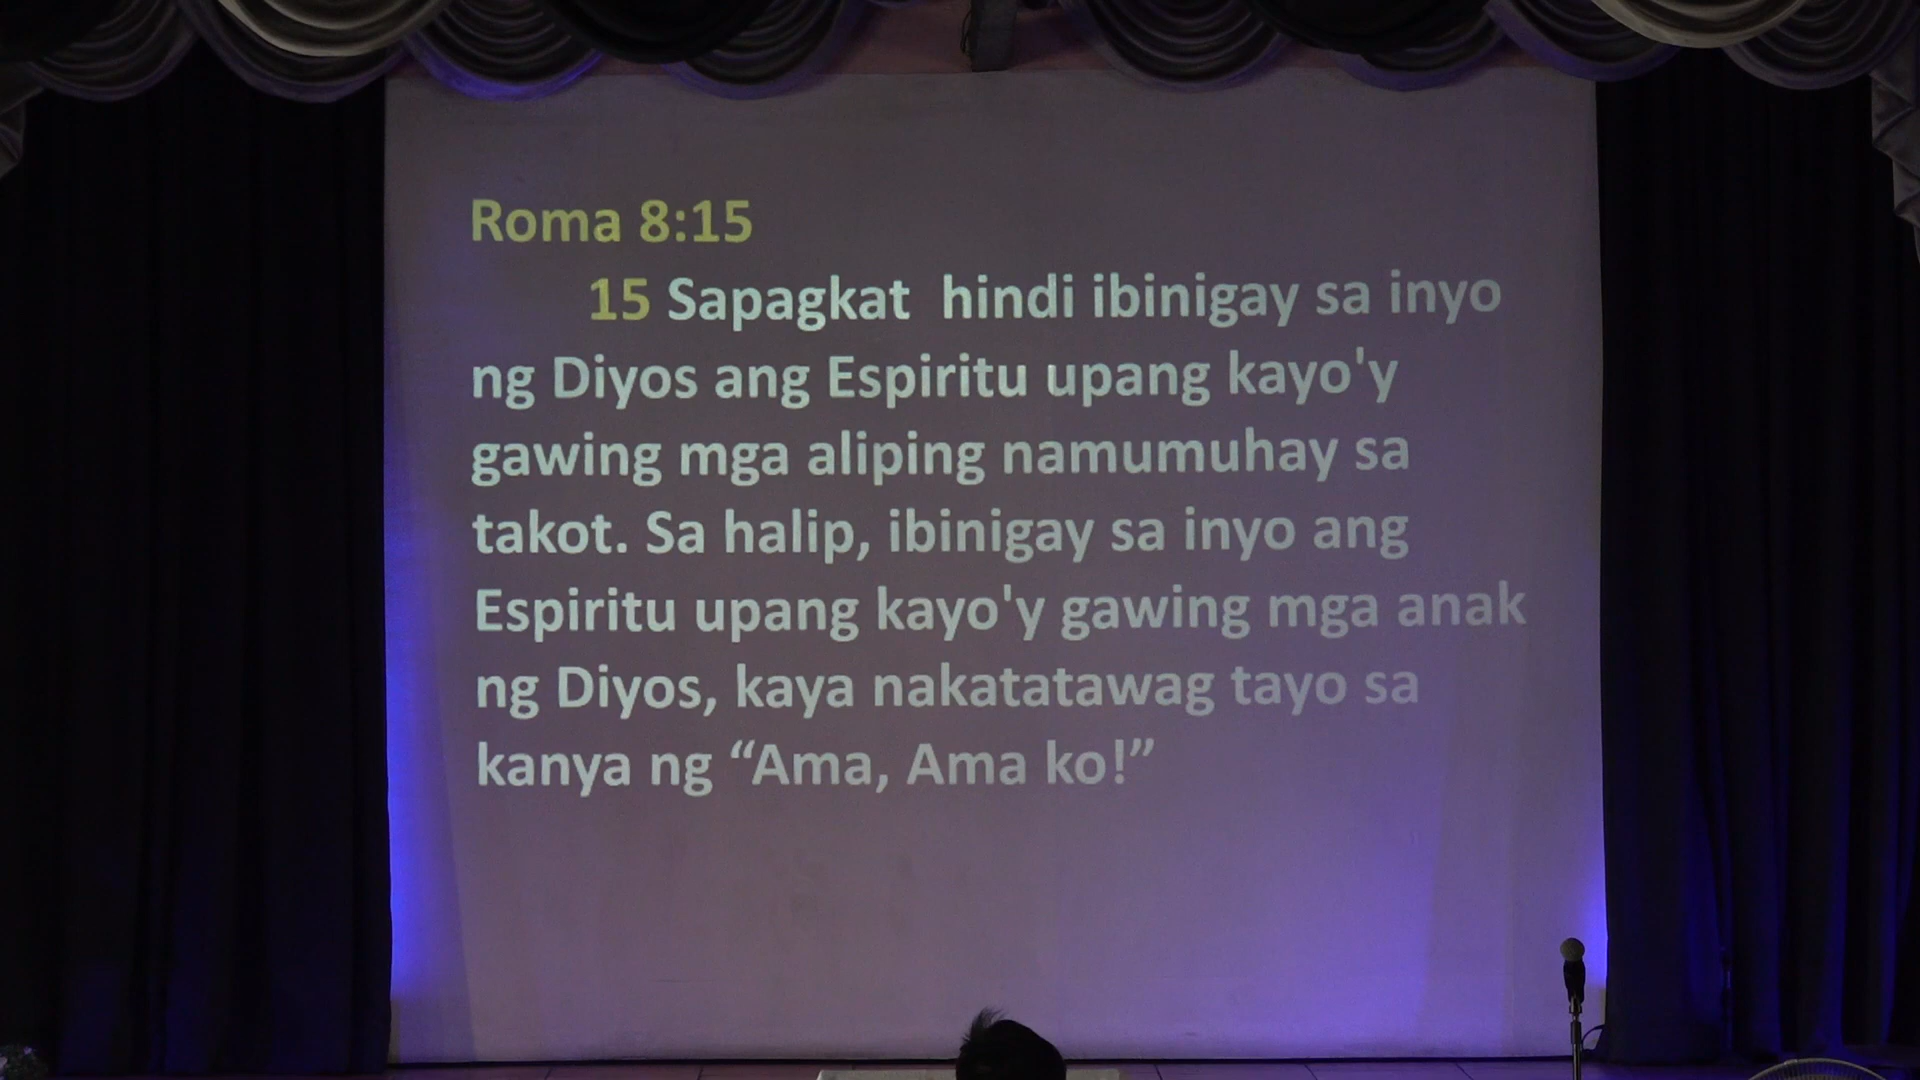 Roma 8:15
15 Sapagkat hindi ibinigay sa inyo
ng Diyos ang Espiritu upang kayo'y
gawing mga aliping namumuhay sa
takot. Sa halip, ibinigay sa inyo ang
Espiritu upang kayo'y gawing mga anak
ng Diyos, kaya nakatatawag tayo sa
kanya ng “Ama, Ama ko!”